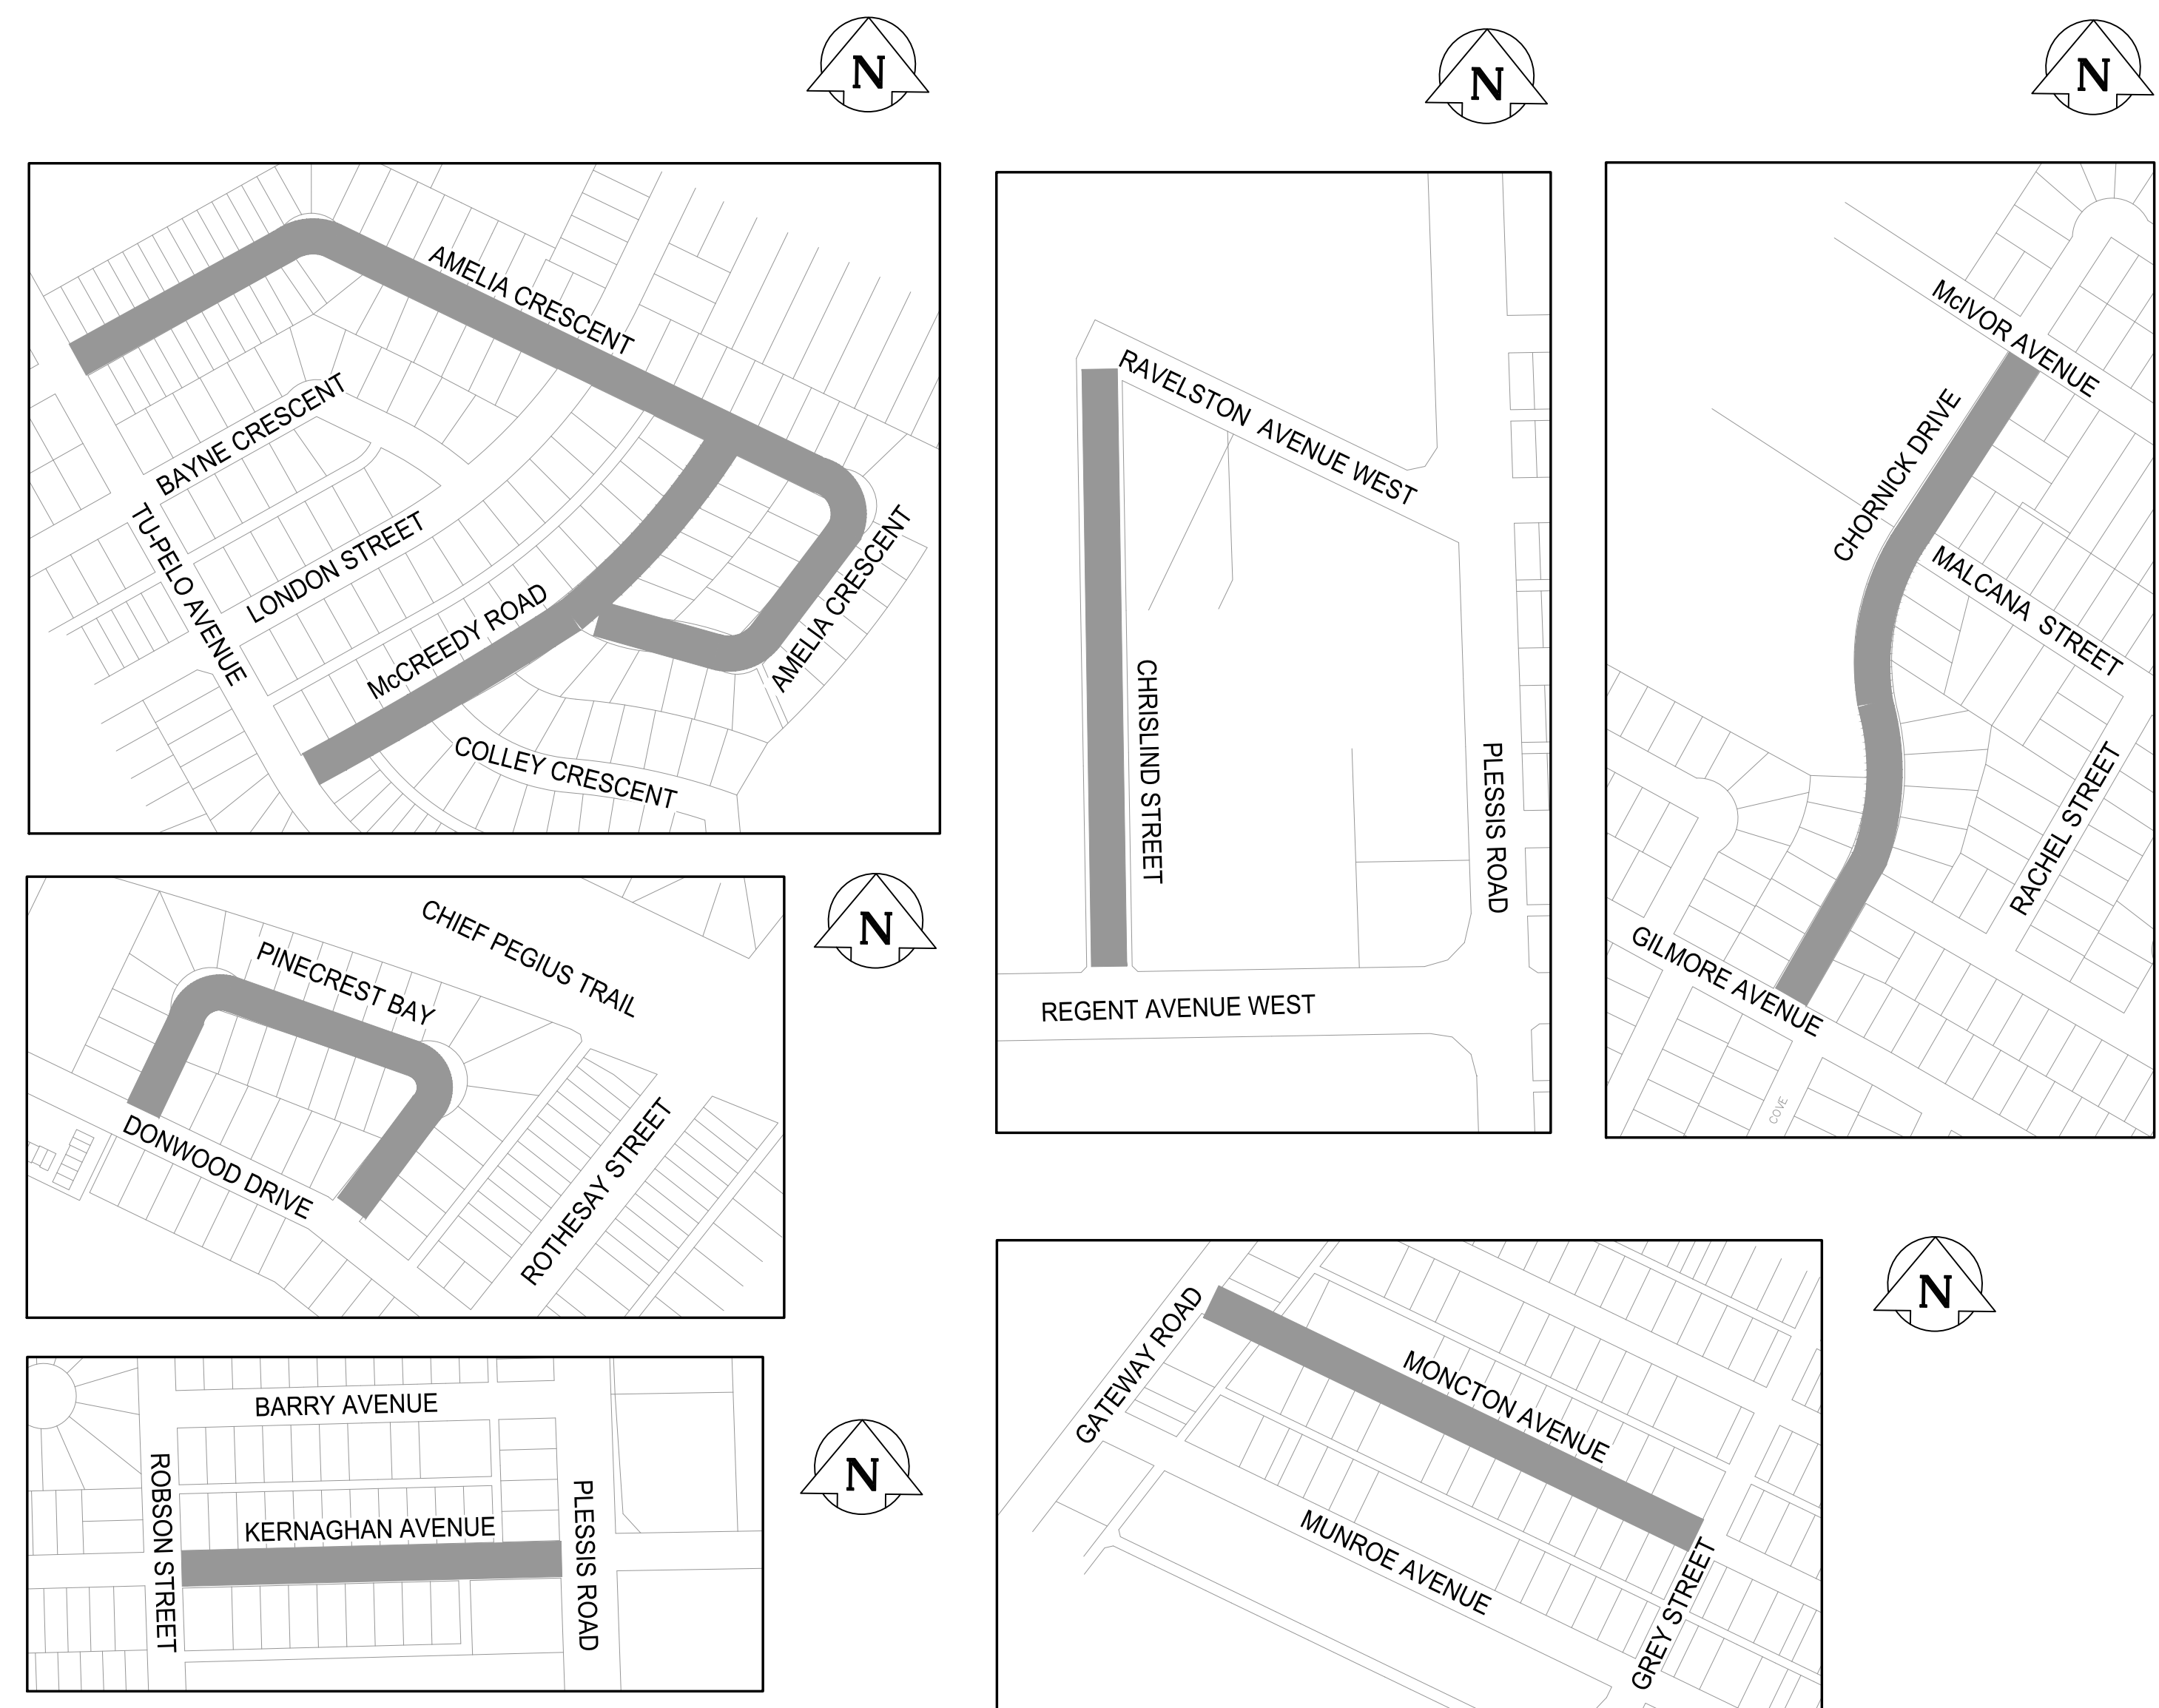 N
N
N
AMELIA CRESCENT
BAYNE CRESCENT
TU-PELO AVENUE
LONDON STREET
McCREEDY ROAD
AMELIA CRESCENT
COLLEY CRESCENT
RAVELSTON AVENUE WEST
CHRISLIND STREET
PLESSIS ROAD
REGENT AVENUE WEST
McIVOR AVENUE
CHORNICK DRIVE
MALCANA STREET
RACHEL STREET
GILMORE AVENUE
COVE
N
CHIEF PEGIUS TRAIL
PINECREST BAY
DONWOOD DRIVE
ROTHESAY STREET
N
BARRY AVENUE
ROBSON STREET
KERNAGHAN AVENUE
PLESSIS ROAD
N
GATEWAY ROAD
MONCTON AVENUE
MUNROE AVENUE
GREY STREET